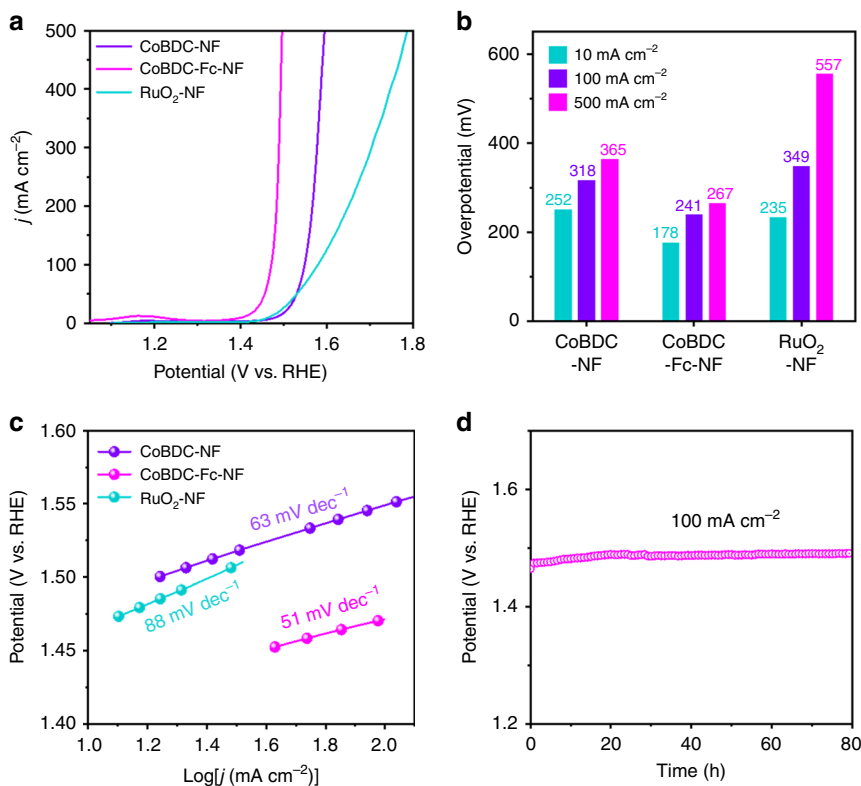 a
500
400
300
200
100
0
j (mA cm⁻²)
CoBDC-NF
CoBDC-Fc-NF
RuO₂-NF
1.2
1.4
1.6
1.8
Potential (V vs. RHE)
b
600
400
200
0
Overpotential (mV)
10 mA cm⁻²
100 mA cm⁻²
500 mA cm⁻²
252
318
365
178
241
267
235
349
557
CoBDC
-NF
CoBDC
-Fc-NF
RuO₂
-NF
c
1.60
1.55
1.50
1.45
1.40
Potential (V vs. RHE)
CoBDC-NF
CoBDC-Fc-NF
RuO₂-NF
63 mV dec⁻¹
88 mV dec⁻¹
51 mV dec⁻¹
1.0
1.2
1.4
1.6
1.8
2.0
Log[j (mA cm⁻²)]
d
1.6
1.4
1.2
Potential (V vs. RHE)
100 mA cm⁻²
0
20
40
60
80
Time (h)